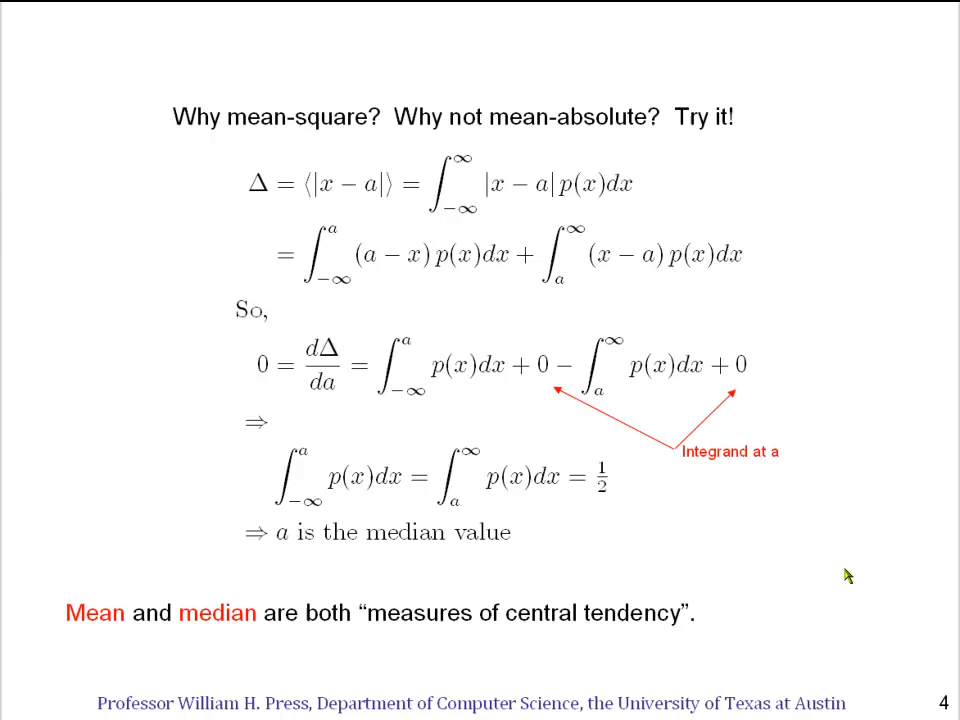 Why mean-square? Why not mean-absolute? Try it!
Δ = ⟨|x − a|⟩ = ∫_{−∞}^{∞} |x − a| p(x)dx
= ∫_{−∞}^{a} (a − x) p(x)dx + ∫_{a}^{∞} (x − a) p(x)dx
So,
0 = dΔ/da = ∫_{−∞}^{a} p(x)dx + 0 − ∫_{a}^{∞} p(x)dx + 0
⇒
Integrand at a
∫_{−∞}^{a} p(x)dx = ∫_{a}^{∞} p(x)dx = 1/2
⇒ a is the median value
Mean and median are both “measures of central tendency”.
Professor William H. Press, Department of Computer Science, the University of Texas at Austin
4